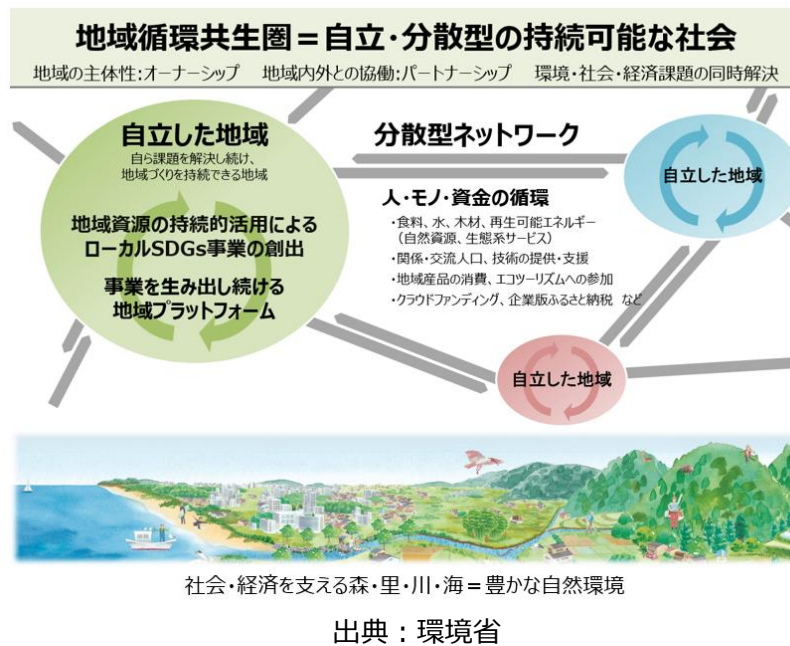 地域循環共生圏＝自立・分散型の持続可能な社会
地域の主体性：オーナーシップ　地域内外との協働：パートナーシップ　環境・社会・経済課題の同時解決
自立した地域
自ら課題を解決し続け、
地域づくりを持続できる地域
地域資源の持続的活用による
ローカルSDGs事業の創出
事業を生み出し続ける
地域プラットフォーム
分散型ネットワーク
人・モノ・資金の循環
・食料、水、木材、再生可能エネルギー
（自然資源、生態系サービス）
・関係・交流人口、技術の提供・支援
・地域産品の消費、エコツーリズムへの参加
・クラウドファンディング、企業版ふるさと納税　など
自立した地域
自立した地域
社会・経済を支える森・里・川・海＝豊かな自然環境
出典：環境省